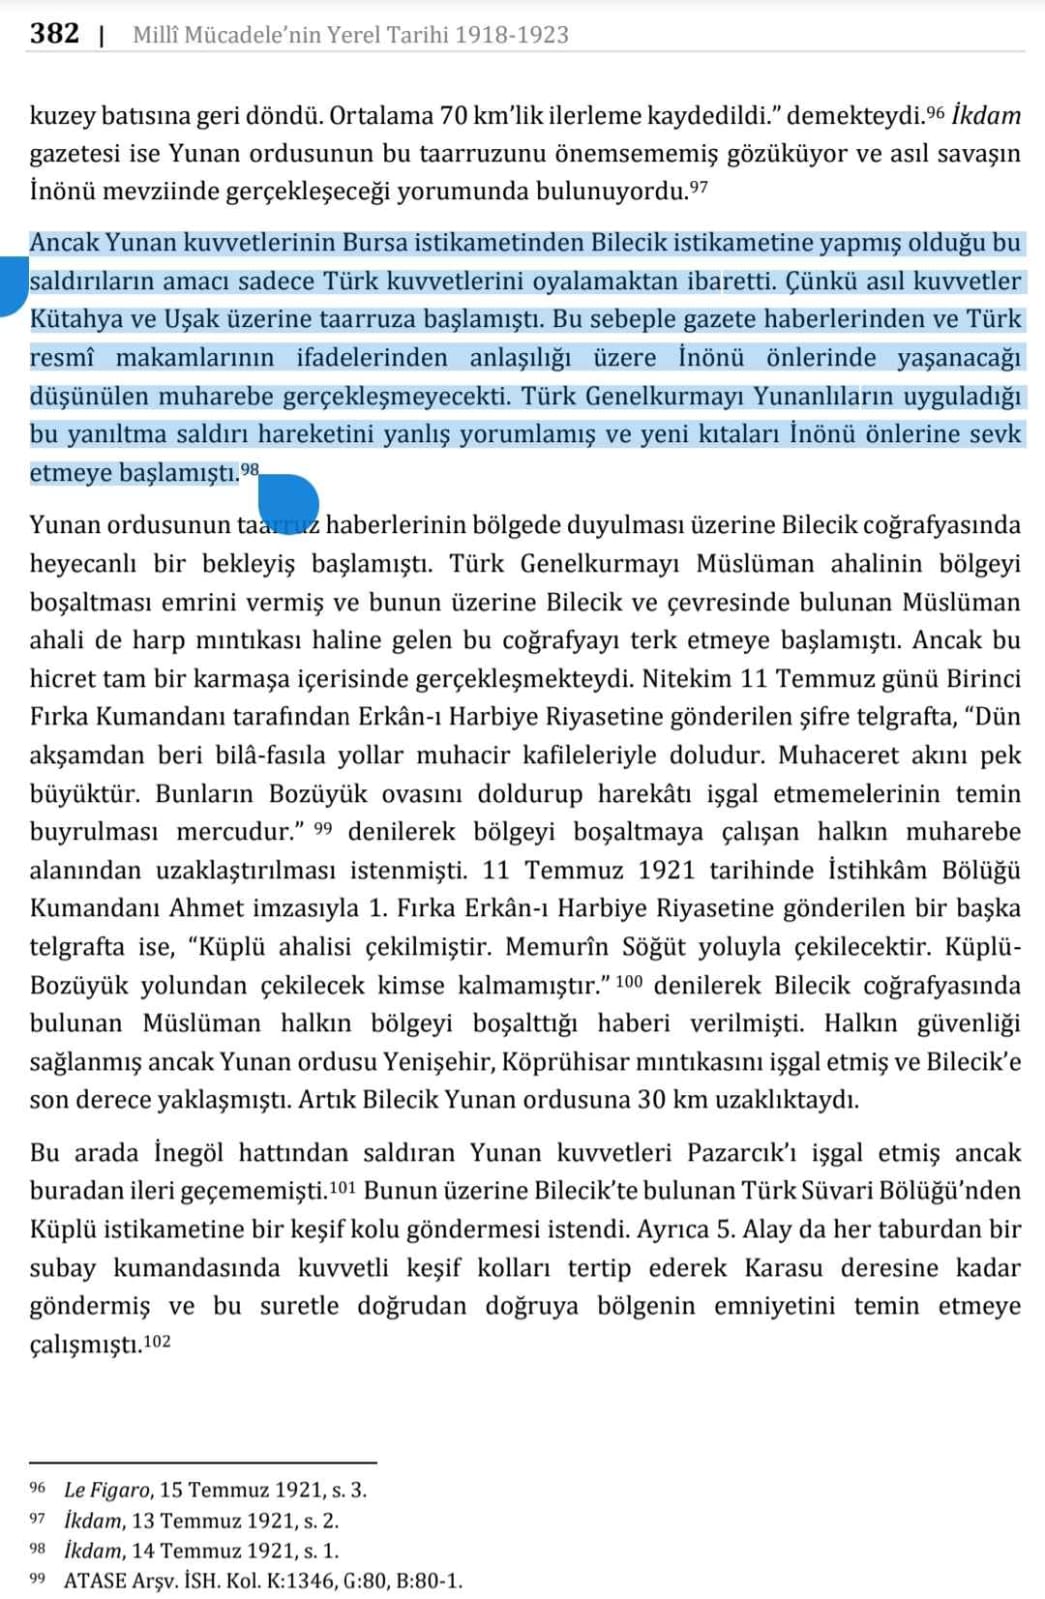 382 | Millî Mücadele’nin Yerel Tarihi 1918-1923
kuzey batısına geri döndü. Ortalama 70 km’lik ilerleme kaydedildi.” demekteydi.96 İkdam
gazetesi ise Yunan ordusunun bu taarruzunu önemsememiş gözüküyor ve asıl savaşın
İnönü mevziinde gerçekleşeceği yorumunda bulunuyordu.97
Ancak Yunan kuvvetlerinin Bursa istikametinden Bilecik istikametine yapmış olduğu bu
saldırıların amacı sadece Türk kuvvetlerini oyalamaktan ibaretti. Çünkü asıl kuvvetler
Kütahya ve Uşak üzerine taarruza başlamıştı. Bu sebeple gazete haberlerinden ve Türk
resmî makamlarının ifadelerinden anlaşılığı üzere İnönü önlerinde yaşanacağı
düşünülen muharebe gerçekleşmeyecekti. Türk Genelkurmayı Yunanlıların uyguladığı
bu yanıltma saldırı hareketini yanlış yorumlamış ve yeni kıtaları İnönü önlerine sevk
etmeye başlamıştı.98
Yunan ordusunun taarruz haberlerinin bölgede duyulması üzerine Bilecik coğrafyasında
heyecanlı bir bekleyiş başlamıştı. Türk Genelkurmayı Müslüman ahalinin bölgeyi
boşaltması emrini vermiş ve bunun üzerine Bilecik ve çevresinde bulunan Müslüman
ahali de harp mıntıkası haline gelen bu coğrafyayı terk etmeye başlamıştı. Ancak bu
hicret tam bir karmaşa içerisinde gerçekleşmekteydi. Nitekim 11 Temmuz günü Birinci
Fırka Kumandanı tarafından Erkân-ı Harbiye Riyasetine gönderilen şifre telgrafta, “Dün
akşamdan beri bilâ-fasıla yollar muhacir kafileleriyle doludur. Muhaceret akını pek
büyüktür. Bunların Bozüyük ovasını doldurup harekâtı işgal etmemelerinin temin
buyrulması mercudur.” 99 denilerek bölgeyi boşaltmaya çalışan halkın muharebe
alanından uzaklaştırılması istenmişti. 11 Temmuz 1921 tarihinde İstihkâm Bölüğü
Kumandanı Ahmet imzasıyla 1. Fırka Erkân-ı Harbiye Riyasetine gönderilen bir başka
telgrafta ise, “Küplü ahalisi çekilmiştir. Memurîn Söğüt yoluyla çekilecektir. Küplü-
Bozüyük yolundan çekilecek kimse kalmamıştır.” 100 denilerek Bilecik coğrafyasında
bulunan Müslüman halkın bölgeyi boşalttığı haberi verilmişti. Halkın güvenliği
sağlanmış ancak Yunan ordusu Yenişehir, Köprühisar mıntıkasını işgal etmiş ve Bilecik’e
son derece yaklaşmıştı. Artık Bilecik Yunan ordusuna 30 km uzaklıktaydı.
Bu arada İnegöl hattından saldıran Yunan kuvvetleri Pazarcık’ı işgal etmiş ancak
buradan ileri geçememişti.101 Bunun üzerine Bilecik’te bulunan Türk Süvari Bölüğü’nden
Küplü istikametine bir keşif kolu göndermesi istendi. Ayrıca 5. Alay da her taburdan bir
subay kumandasında kuvvetli keşif kolları tertip ederek Karasu deresine kadar
göndermiş ve bu suretle doğrudan doğruya bölgenin emniyetini temin etmeye
çalışmıştı.102
96 Le Figaro, 15 Temmuz 1921, s. 3.
97 İkdam, 13 Temmuz 1921, s. 2.
98 İkdam, 14 Temmuz 1921, s. 1.
99 ATASE Arşv. İSH. Kol. K:1346, G:80, B:80-1.